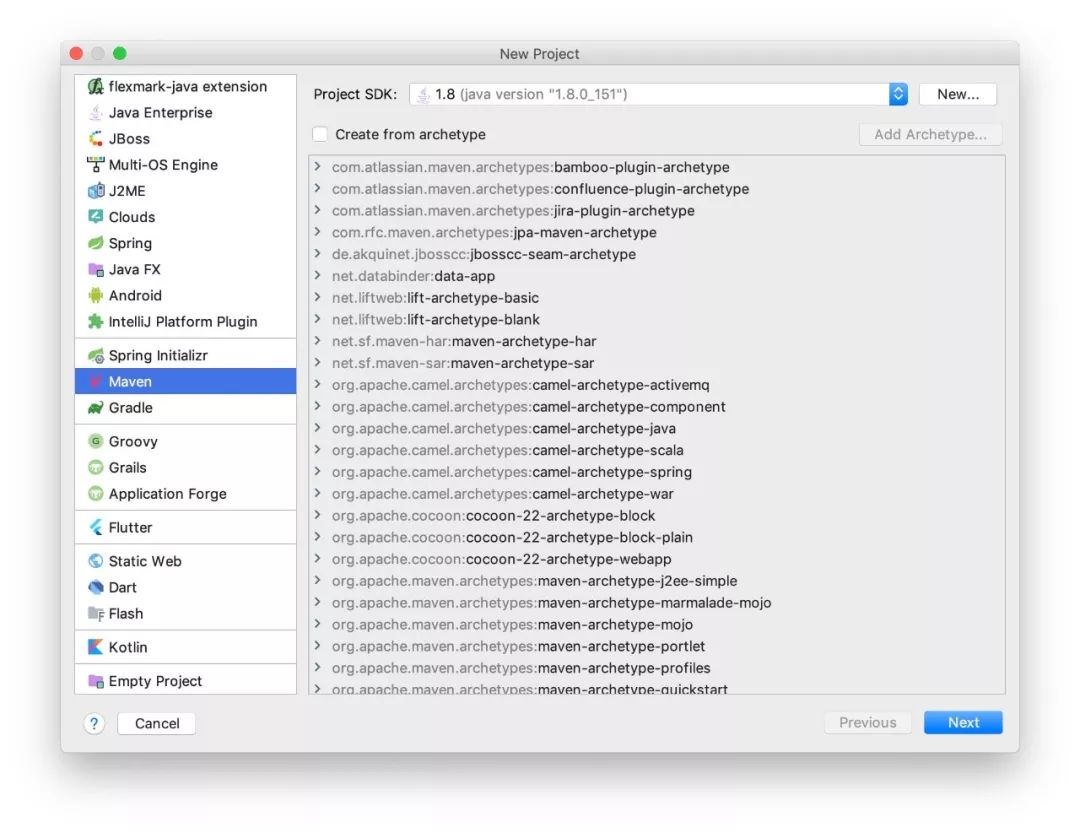 New Project
flexmark-java extension
Java Enterprise
JBoss
Multi-OS Engine
J2ME
Clouds
Spring
Java FX
Android
IntelliJ Platform Plugin
Spring Initializr
Maven
Gradle
G Groovy
Grails
Application Forge
Flutter
Static Web
Dart
Flash
Kotlin
Empty Project
Project SDK: 1.8 (java version "1.8.0_151") New...
Create from archetype Add Archetype...
com.atlassian.maven.archetypes:bamboo-plugin-archetype
com.atlassian.maven.archetypes:confluence-plugin-archetype
com.atlassian.maven.archetypes:jira-plugin-archetype
com.rfc.maven.archetypes:jpa-maven-archetype
de.akquinet.jbosscc:jbosscc-seam-archetype
net.databinder:data-app
net.liftweb:lift-archetype-basic
net.liftweb:lift-archetype-blank
net.sf.maven-har:maven-archetype-har
net.sf.maven-sar:maven-archetype-sar
org.apache.camel.archetypes:camel-archetype-activemq
org.apache.camel.archetypes:camel-archetype-component
org.apache.camel.archetypes:camel-archetype-java
org.apache.camel.archetypes:camel-archetype-scala
org.apache.camel.archetypes:camel-archetype-spring
org.apache.camel.archetypes:camel-archetype-war
org.apache.cocoon:cocoon-22-archetype-block
org.apache.cocoon:cocoon-22-archetype-block-plain
org.apache.cocoon:cocoon-22-archetype-webapp
org.apache.maven.archetypes:maven-archetype-j2ee-simple
org.apache.maven.archetypes:maven-archetype-marmalade-mojo
org.apache.maven.archetypes:maven-archetype-mojo
org.apache.maven.archetypes:maven-archetype-portlet
org.apache.maven.archetypes:maven-archetype-profiles
org.apache.maven.archetypes:maven-archetype-quickstart
? Cancel Previous Next